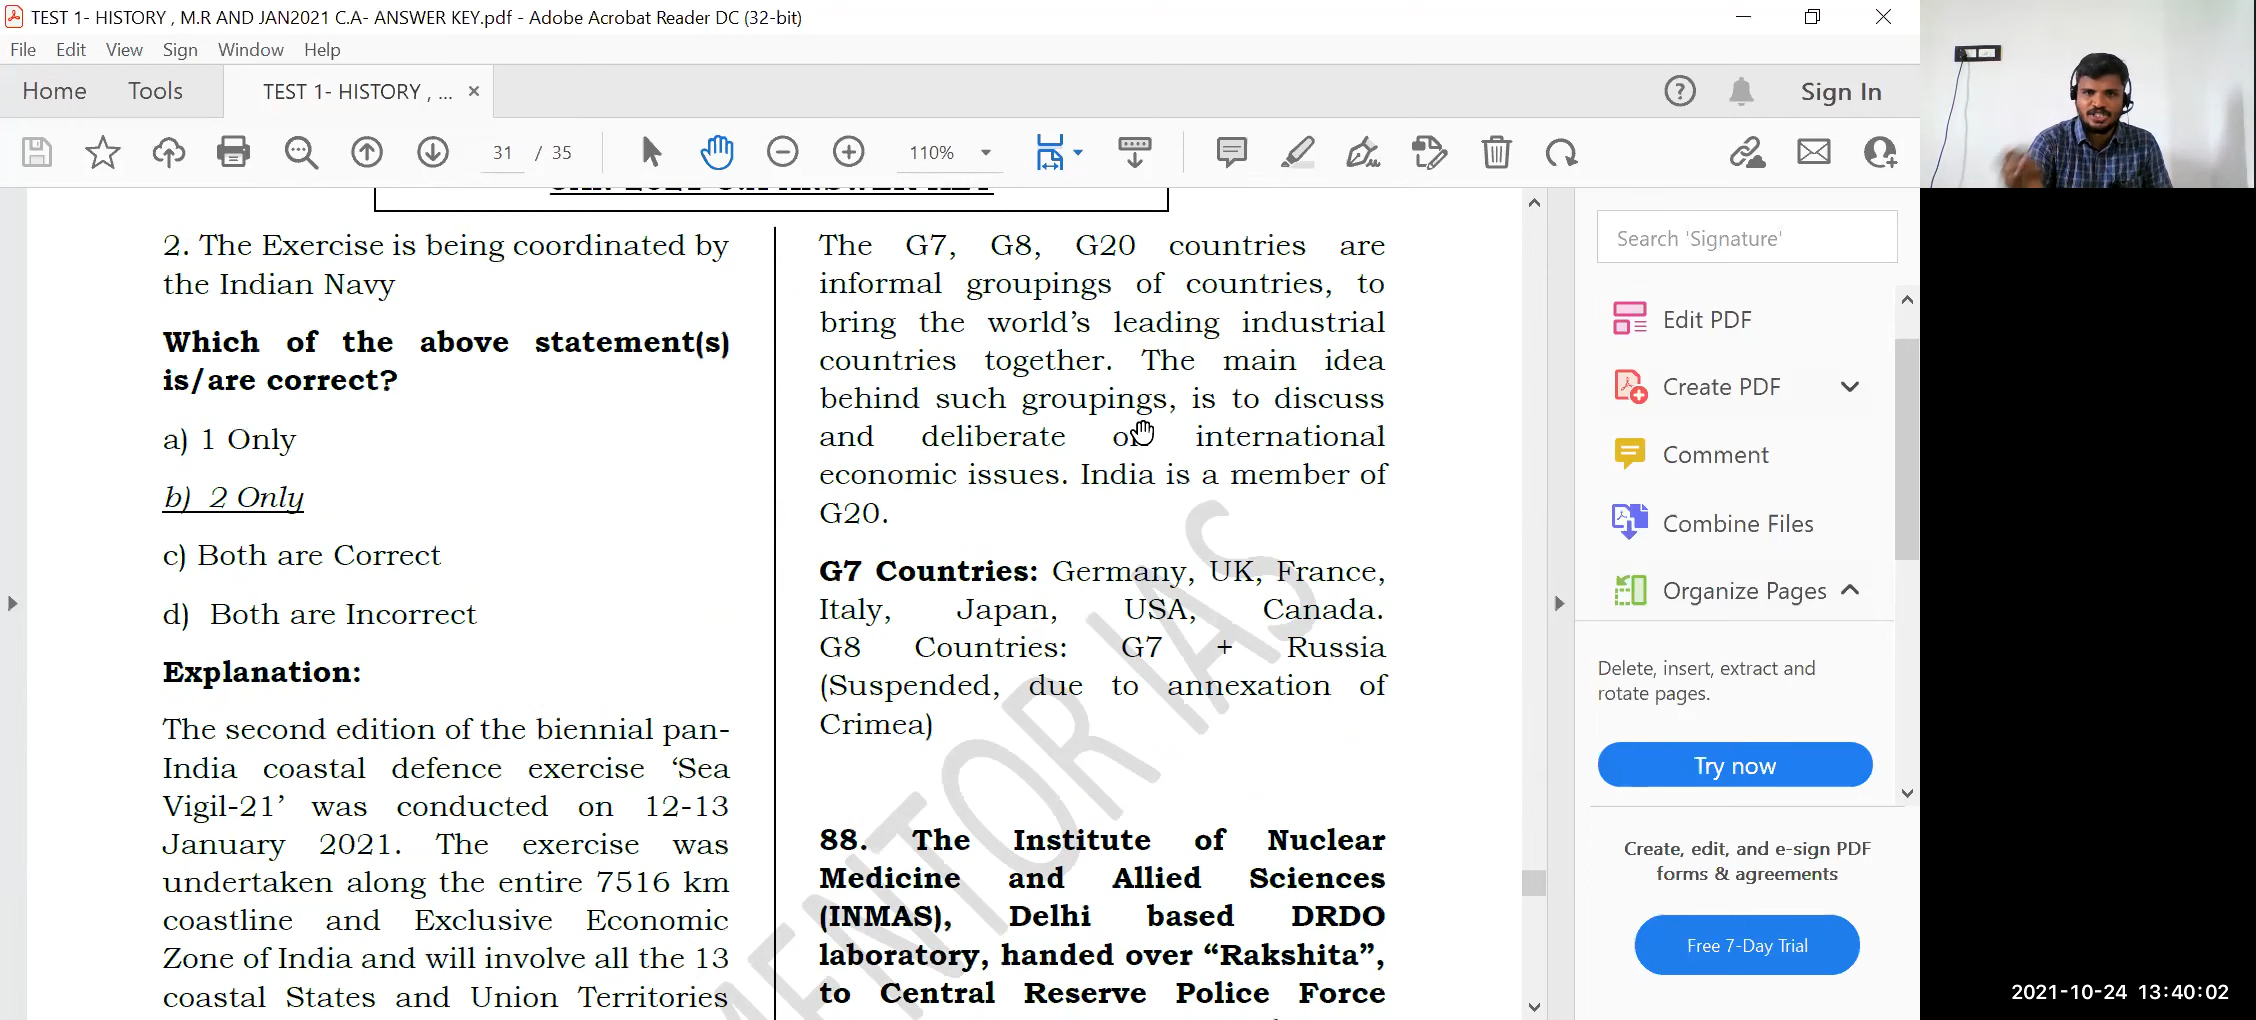 TEST 1- HISTORY , M.R AND JAN2021 C.A- ANSWER KEY.pdf - Adobe Acrobat Reader DC (32-bit)
File Edit View Sign Window Help
Home Tools TEST 1- HISTORY , ... × Sign In
31 / 35 110%
2. The Exercise is being coordinated by
the Indian Navy
Which of the above statement(s)
is/are correct?
a) 1 Only
b) 2 Only
c) Both are Correct
d) Both are Incorrect
Explanation:
The second edition of the biennial pan-
India coastal defence exercise ‘Sea
Vigil-21’ was conducted on 12-13
January 2021. The exercise was
undertaken along the entire 7516 km
coastline and Exclusive Economic
Zone of India and will involve all the 13
coastal States and Union Territories
The G7, G8, G20 countries are
informal groupings of countries, to
bring the world’s leading industrial
countries together. The main idea
behind such groupings, is to discuss
and deliberate on international
economic issues. India is a member of
G20.
G7 Countries: Germany, UK, France,
Italy, Japan, USA, Canada.
G8 Countries: G7 + Russia
(Suspended, due to annexation of
Crimea)
88. The Institute of Nuclear
Medicine and Allied Sciences
(INMAS), Delhi based DRDO
laboratory, handed over “Rakshita”,
to Central Reserve Police Force
MENTOR IAS
Search 'Signature'
Edit PDF
Create PDF
Comment
Combine Files
Organize Pages
Delete, insert, extract and
rotate pages.
Try now
Create, edit, and e-sign PDF
forms & agreements
Free 7-Day Trial
2021-10-24 13:40:02